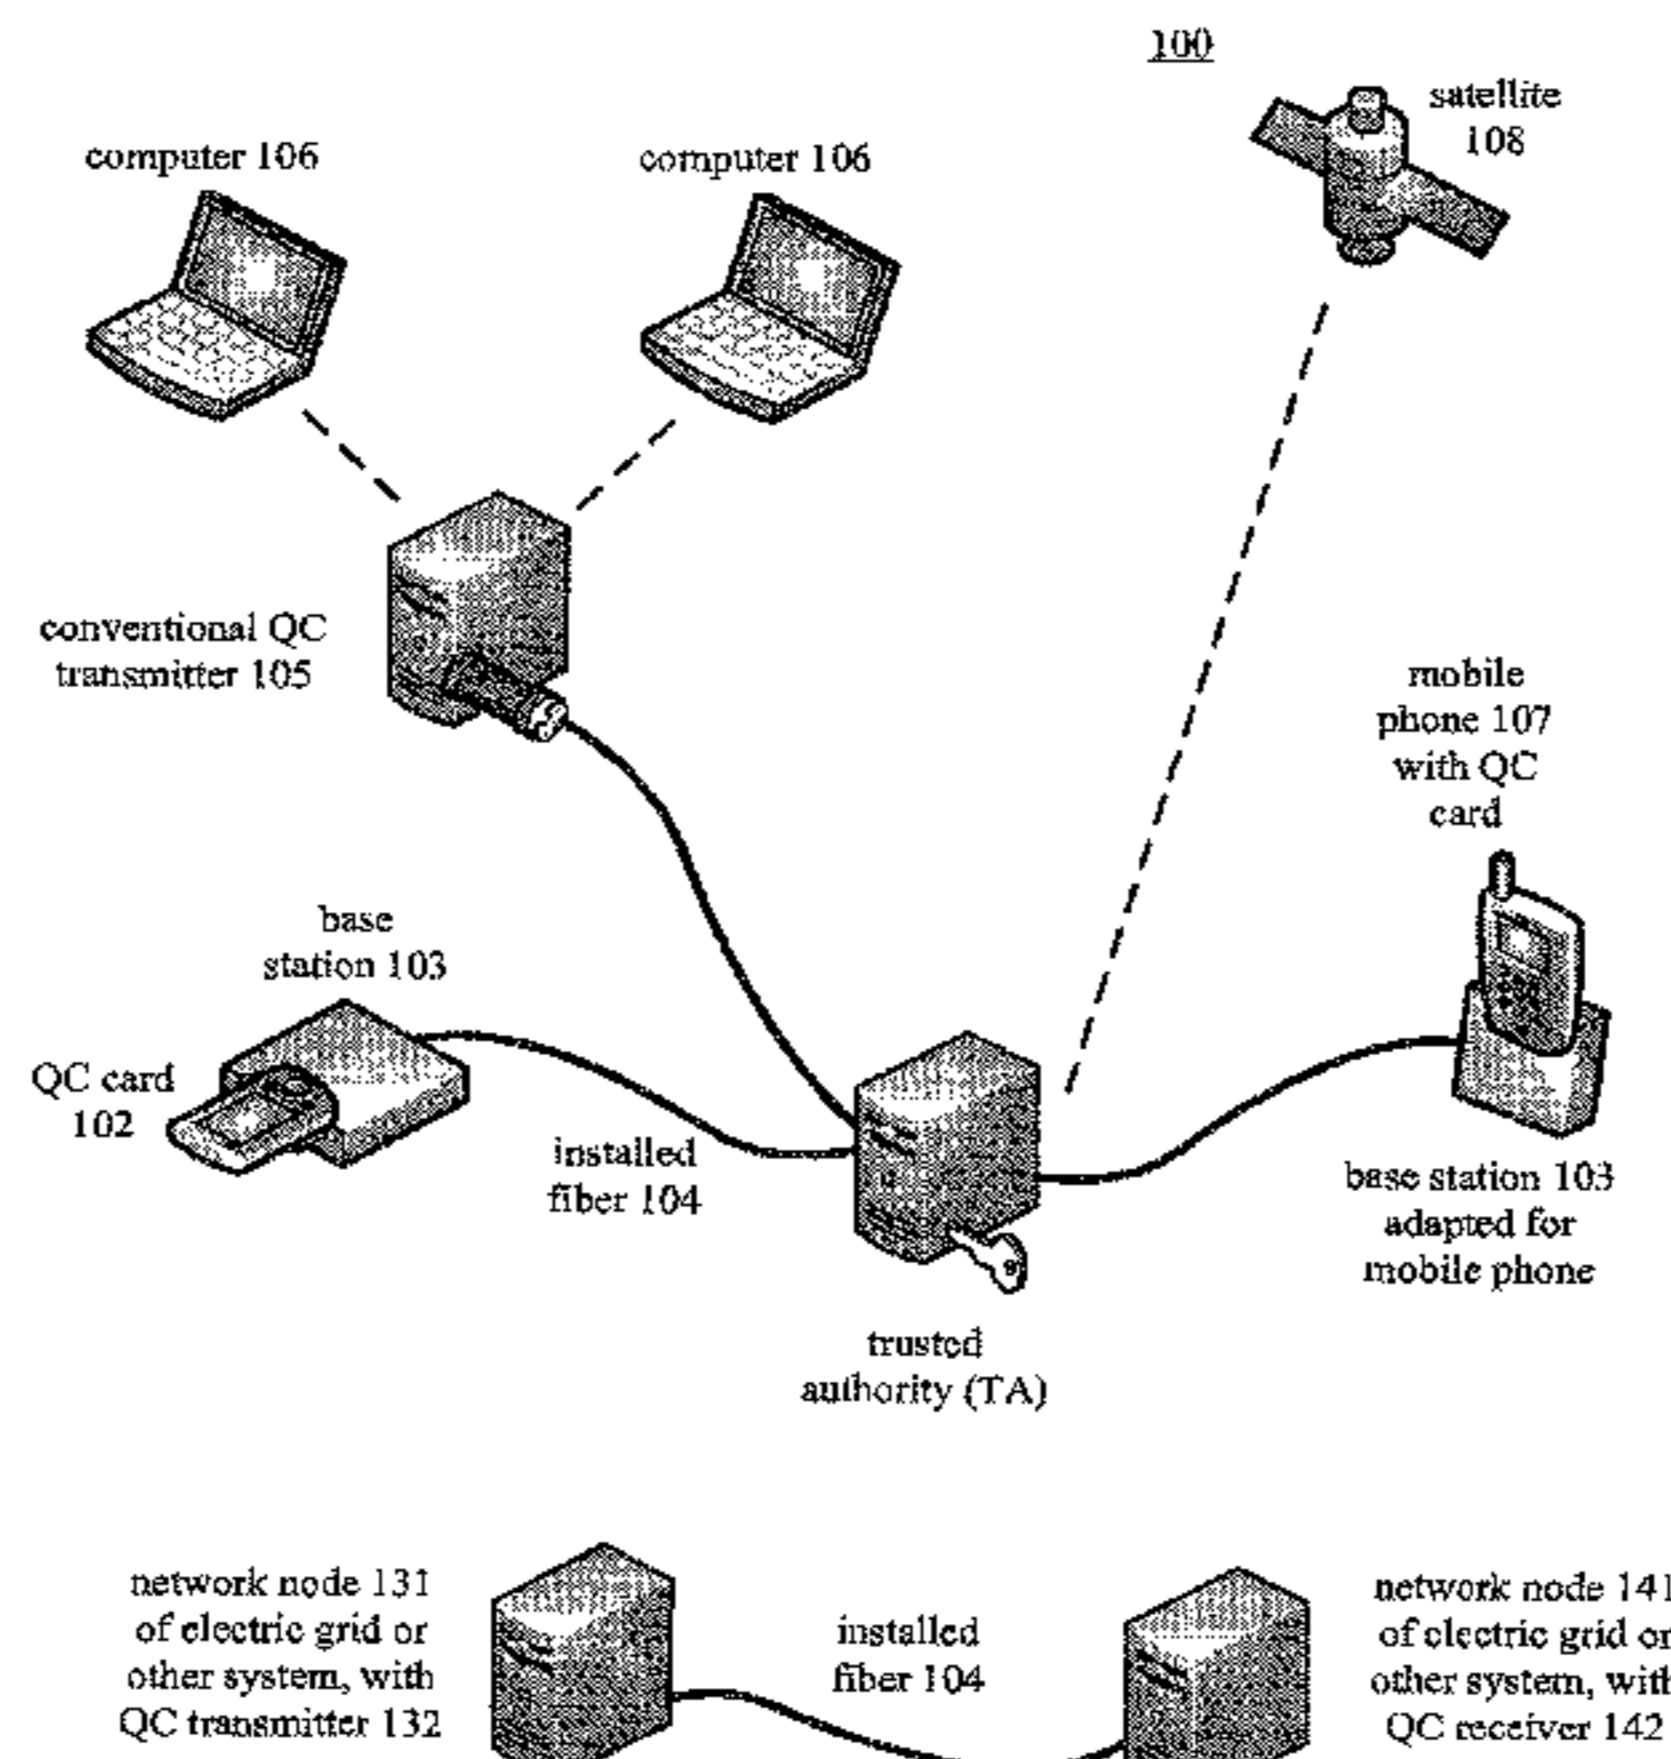 100
satellite
108
computer 106
computer 106
conventional QC
transmitter 105
mobile
phone 107
with QC
card
base
station 103
QC card
102
installed
fiber 104
base station 103
adapted for
mobile phone
trusted
authority (TA)
network node 131
of electric grid or
other system, with
QC transmitter 132
installed
fiber 104
network node 141
of electric grid or
other system, with
QC receiver 142